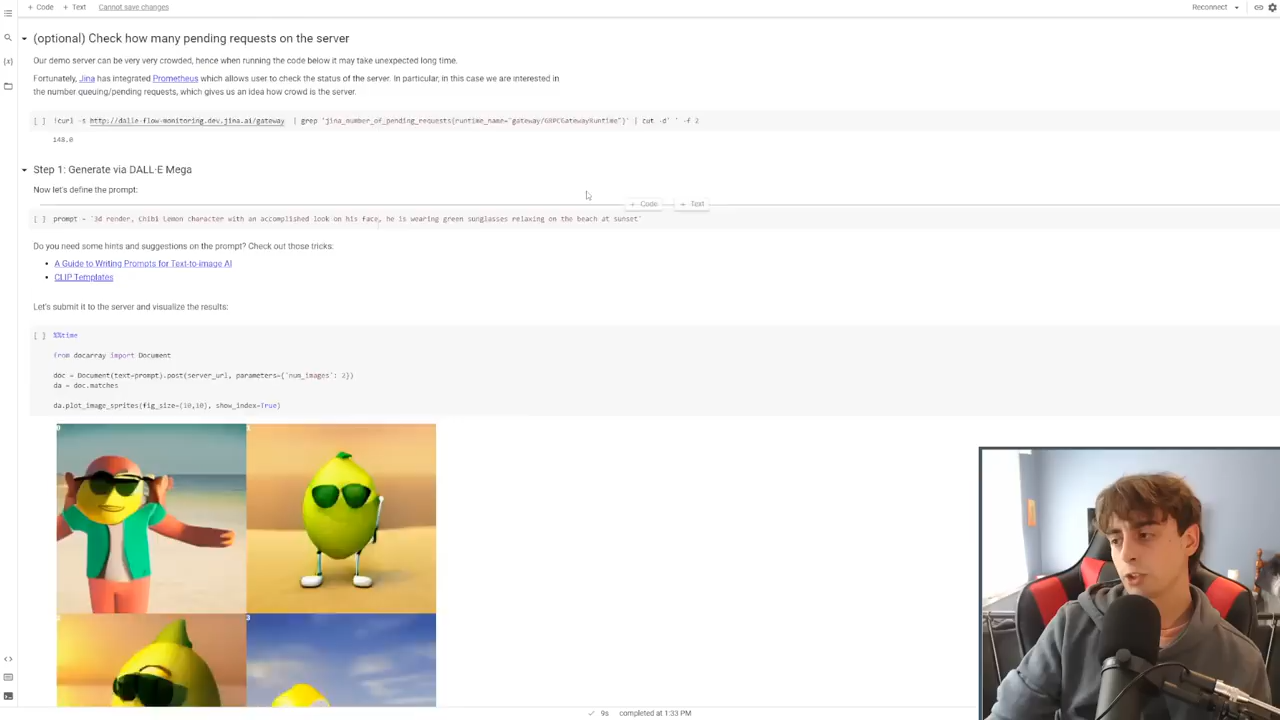 + Code + Text Cannot save changes
Reconnect
(optional) Check how many pending requests on the server
Our demo server can be very very crowded, hence when running the code below it may take unexpected long time.
Fortunately, Jina has integrated Prometheus which allows user to check the status of the server. In particular, in this case we are interested in
the number queuing/pending requests, which gives us an idea how crowd is the server.
[ ] !curl -s http://dalle-flow-monitoring.dev.jina.ai/gateway | grep 'jina_number_of_pending_requests{runtime_name="gateway/GRPCGatewayRuntime"}' | cut -d' ' -f 2
148.0
Step 1: Generate via DALL·E Mega
Now let's define the prompt:
+ Code + Text
[ ] prompt = '3d render, Chibi Lemon character with an accomplished look on his face, he is wearing green sunglasses relaxing on the beach at sunset'
Do you need some hints and suggestions on the prompt? Check out those tricks:
• A Guide to Writing Prompts for Text-to-image AI
• CLIP Templates
Let's submit it to the server and visualize the results:
[ ] %%time
from docarray import Document
doc = Document(text=prompt).post(server_url, parameters={'num_images': 2})
da = doc.matches
da.plot_image_sprites(fig_size=(10,10), show_index=True)
0
1
2
3
9s completed at 1:33 PM